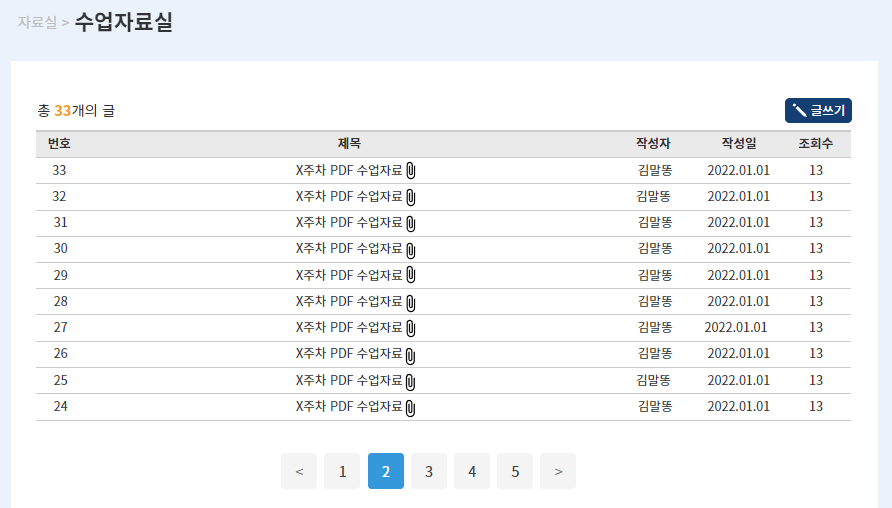 자료실 > 수업자료실
총 33개의 글 글쓰기
번호 제목 작성자 작성일 조회수
33 X주차 PDF 수업자료 김말똥 2022.01.01 13
32 X주차 PDF 수업자료 김말똥 2022.01.01 13
31 X주차 PDF 수업자료 김말똥 2022.01.01 13
30 X주차 PDF 수업자료 김말똥 2022.01.01 13
29 X주차 PDF 수업자료 김말똥 2022.01.01 13
28 X주차 PDF 수업자료 김말똥 2022.01.01 13
27 X주차 PDF 수업자료 김말똥 2022.01.01 13
26 X주차 PDF 수업자료 김말똥 2022.01.01 13
25 X주차 PDF 수업자료 김말똥 2022.01.01 13
24 X주차 PDF 수업자료 김말똥 2022.01.01 13
< 1 2 3 4 5 >